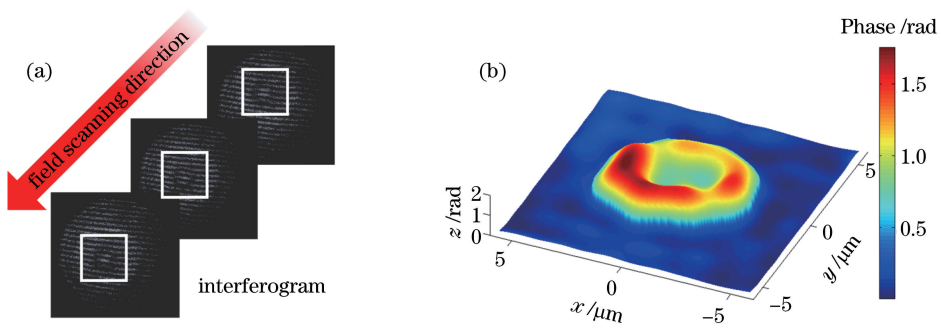 (a)
field scanning direction
interferogram
(b)
Phase /rad
1.5
1.0
0.5
z /rad
2
1
0
5
0
-5
x /μm
5
0
-5
y /μm